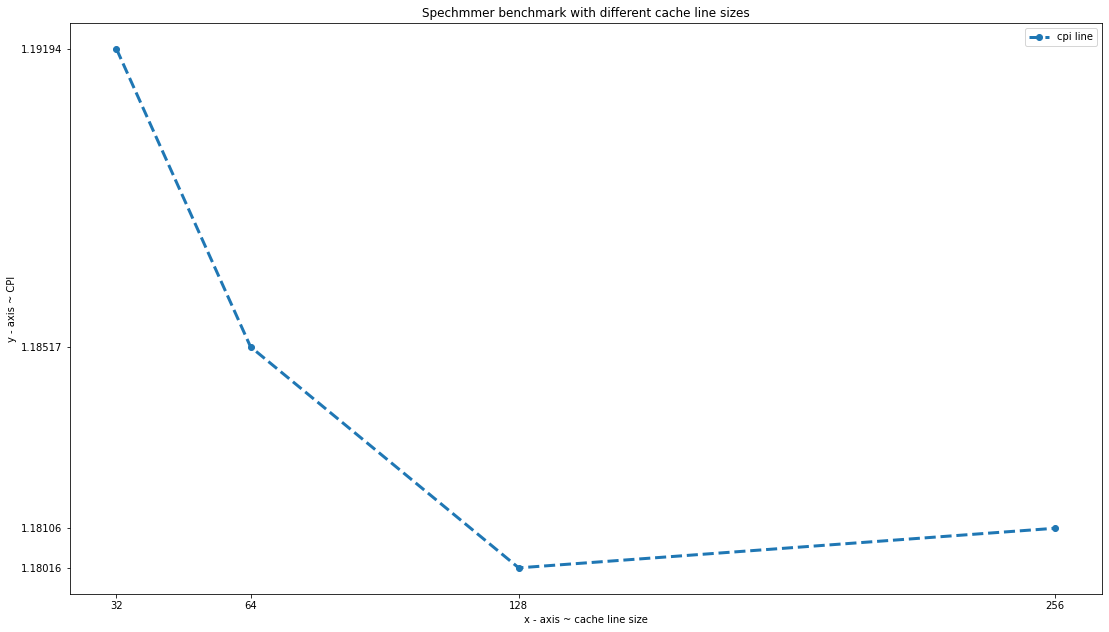 Spechmmer benchmark with different cache line sizes
cpi line
1.19194
1.18517
1.18106
1.18016
y - axis ~ CPI
32 64 128 256
x - axis ~ cache line size